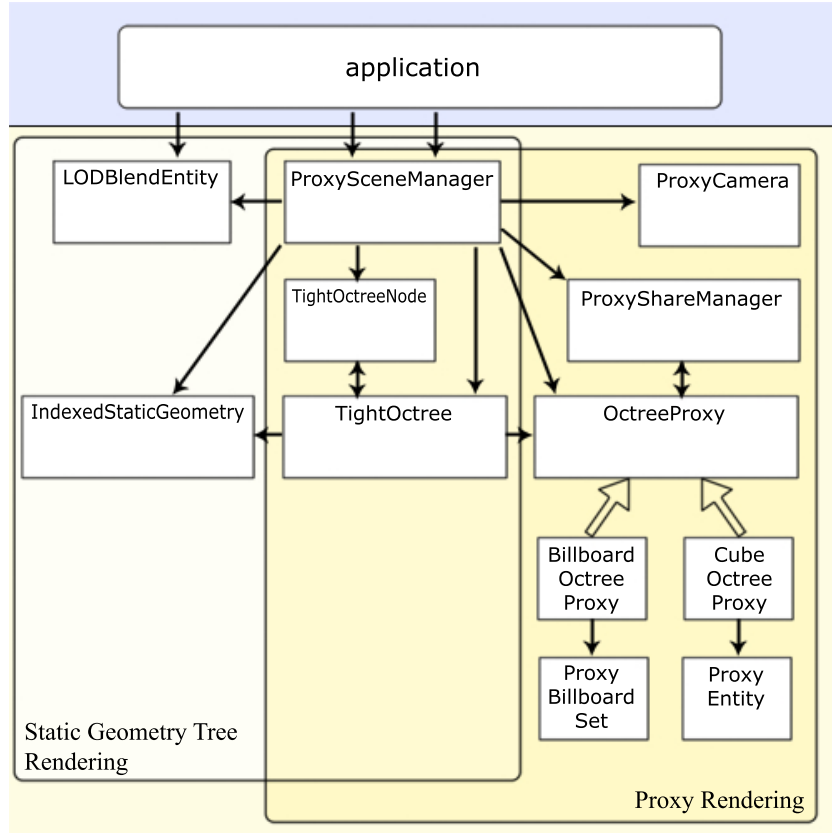 application
LODBlendEntity
ProxySceneManager
ProxyCamera
TightOctreeNode
ProxyShareManager
IndexedStaticGeometry
TightOctree
OctreeProxy
Billboard
Octree
Proxy
Cube
Octree
Proxy
Proxy
Billboard
Set
Proxy
Entity
Static Geometry Tree
Rendering
Proxy Rendering